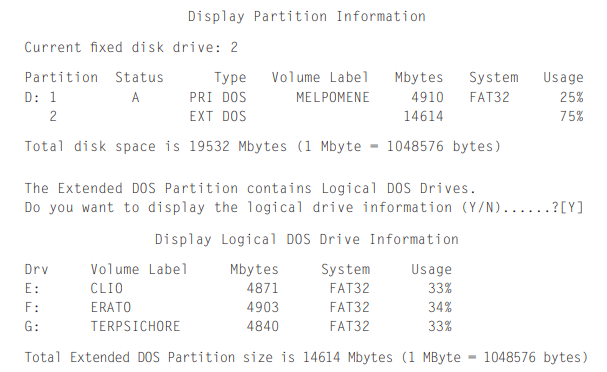 Display Partition Information
Current fixed disk drive: 2
Partition Status Type Volume Label Mbytes System Usage
D: 1 A PRI DOS MELPOMENE 4910 FAT32 25%
2 EXT DOS 14614 75%
Total disk space is 19532 Mbytes (1 Mbyte = 1048576 bytes)
The Extended DOS Partition contains Logical DOS Drives.
Do you want to display the logical drive information (Y/N)......?[Y]
Display Logical DOS Drive Information
Drv Volume Label Mbytes System Usage
E: CLIO 4871 FAT32 33%
F: ERATO 4903 FAT32 34%
G: TERPSICHORE 4840 FAT32 33%
Total Extended DOS Partition size is 14614 Mbytes (1 MByte = 1048576 bytes)